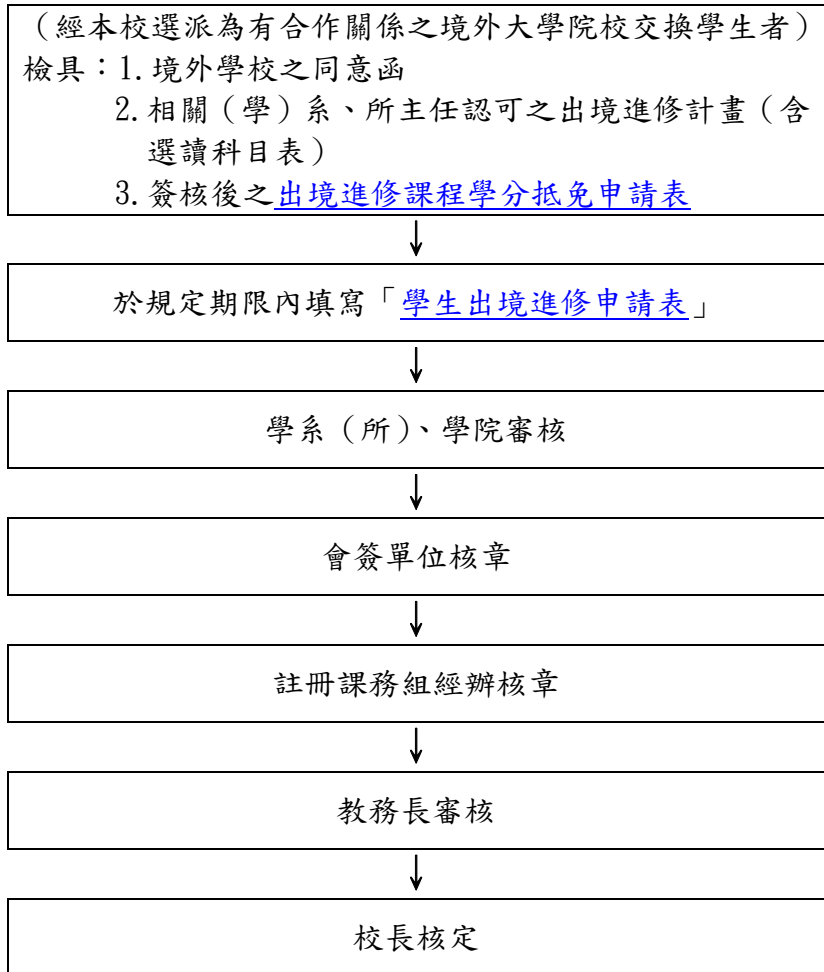 （經本校選派為有合作關係之境外大學院校交換學生者）
檢具：1.境外學校之同意函
2.相關（學）系、所主任認可之出境進修計畫（含
選讀科目表）
3.簽核後之出境進修課程學分抵免申請表
於規定期限內填寫「學生出境進修申請表」
學系（所）、學院審核
會簽單位核章
註冊課務組經辦核章
教務長審核
校長核定